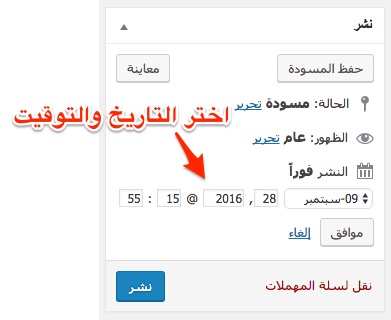 نشر
حفظ المسودة معاينة
الحالة: مسودة تحرير
اختر التاريخ والتوقيت
الظهور: عام تحرير
النشر فوراً
09-سبتمبر 28, 2016 @ 15 : 55
موافق إلغاء
نقل لسلة المهملات نشر